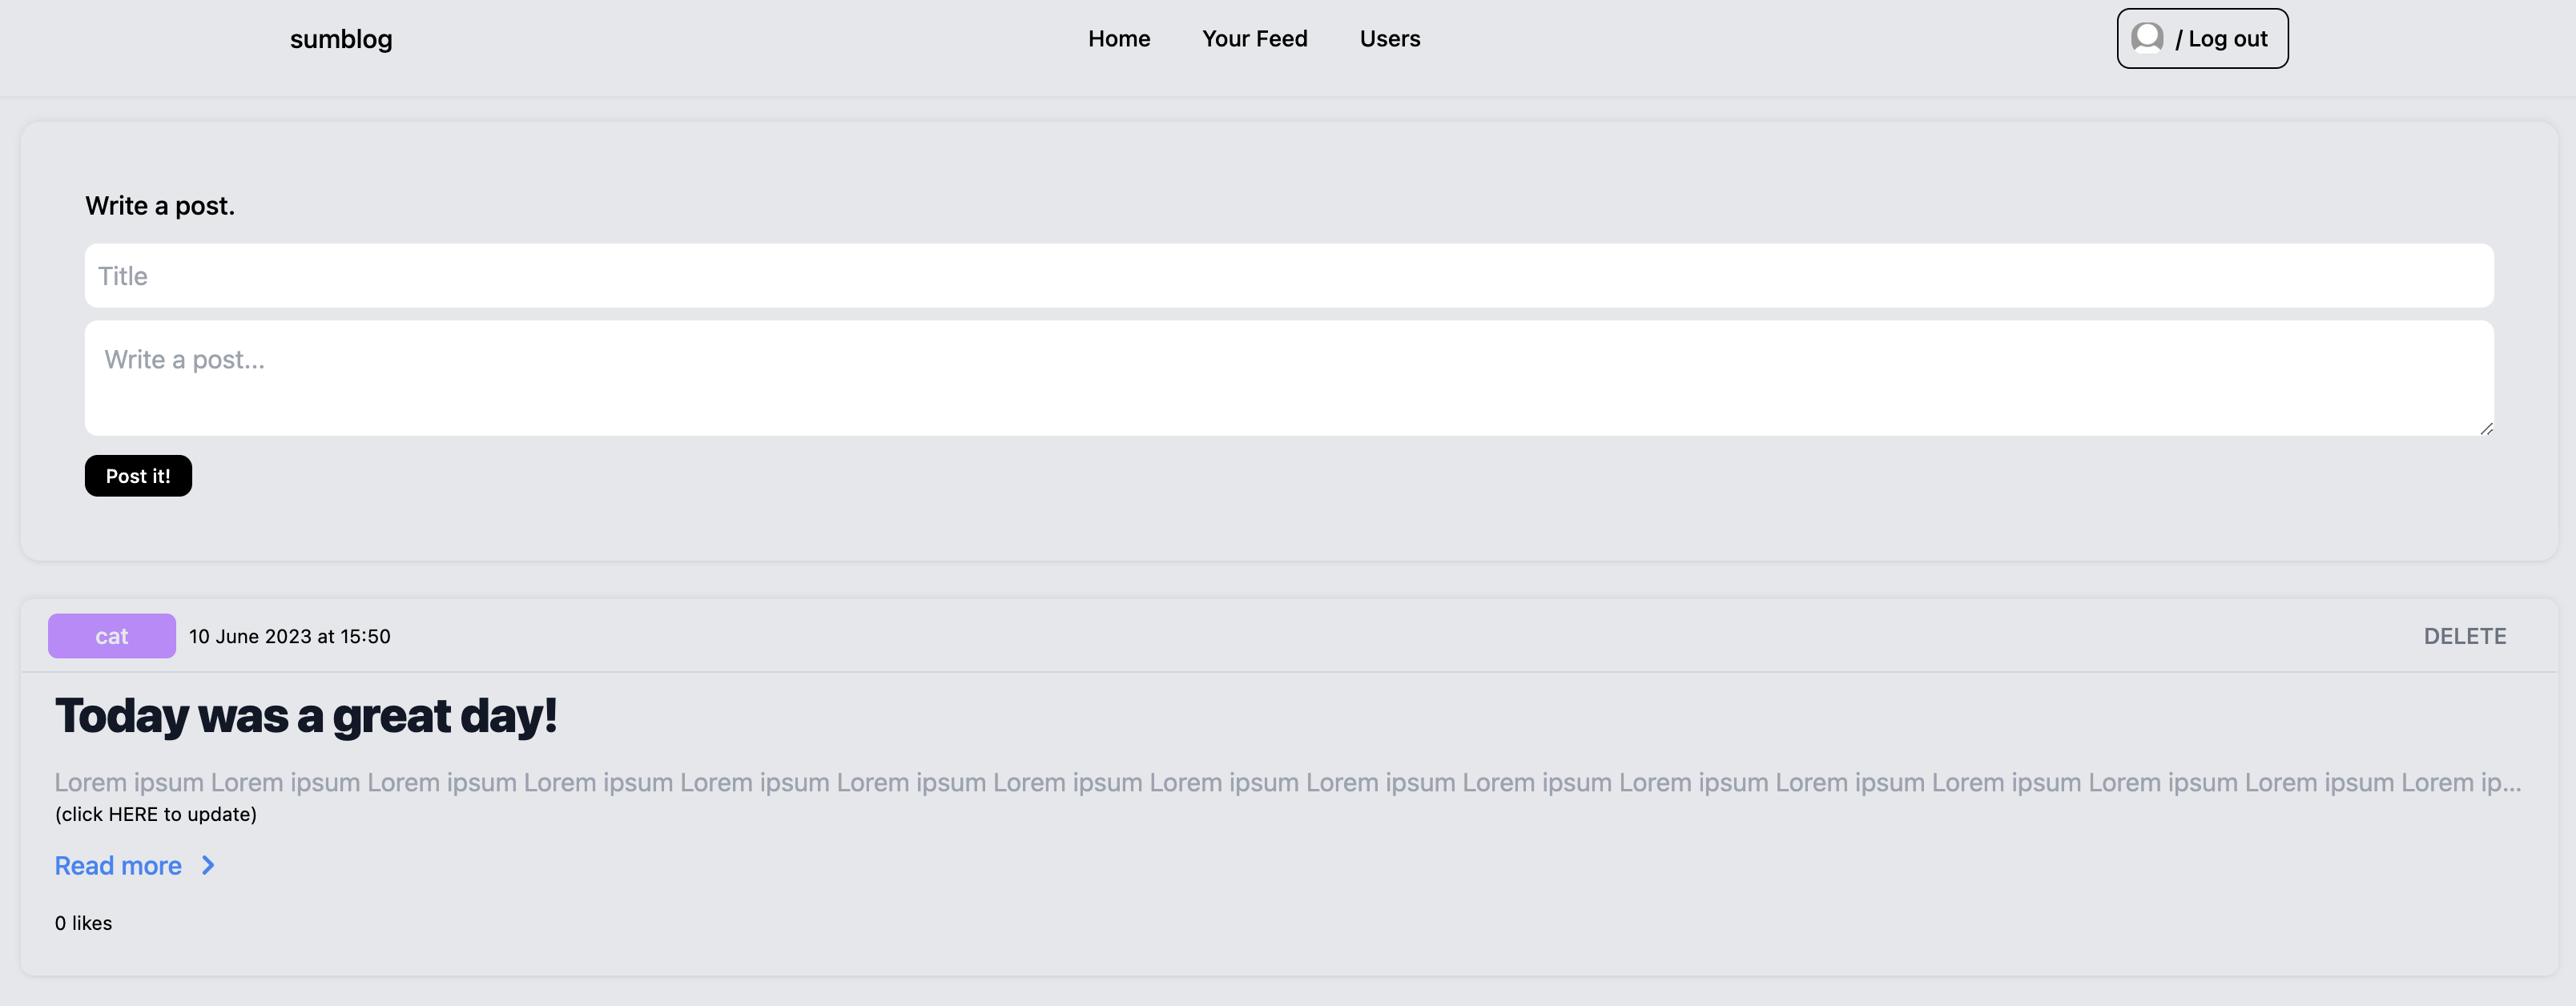 sumblog
Home
Your Feed
Users
/ Log out
Write a post.
Title
Write a post...
Post it!
cat
10 June 2023 at 15:50
DELETE
Today was a great day!
Lorem ipsum Lorem ipsum Lorem ipsum Lorem ipsum Lorem ipsum Lorem ipsum Lorem ipsum Lorem ipsum Lorem ipsum Lorem ipsum Lorem ipsum Lorem ipsum Lorem ipsum Lorem ipsum Lorem ipsum Lorem ip...
(click HERE to update)
Read more
0 likes